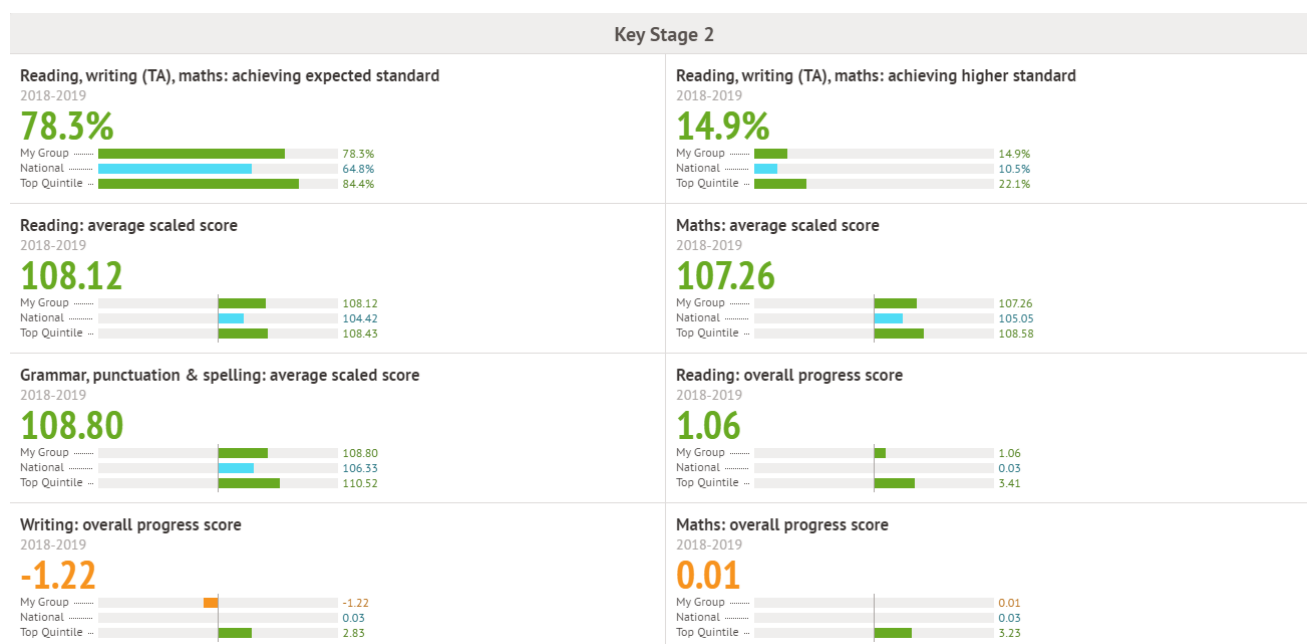 Key Stage 2
Reading, writing (TA), maths: achieving expected standard
2018-2019
78.3%
My Group 78.3%
National 64.8%
Top Quintile 84.4%
Reading, writing (TA), maths: achieving higher standard
2018-2019
14.9%
My Group 14.9%
National 10.5%
Top Quintile 22.1%
Reading: average scaled score
2018-2019
108.12
My Group 108.12
National 104.42
Top Quintile 108.43
Maths: average scaled score
2018-2019
107.26
My Group 107.26
National 105.05
Top Quintile 108.58
Grammar, punctuation & spelling: average scaled score
2018-2019
108.80
My Group 108.80
National 106.33
Top Quintile 110.52
Reading: overall progress score
2018-2019
1.06
My Group 1.06
National 0.03
Top Quintile 3.41
Writing: overall progress score
2018-2019
-1.22
My Group -1.22
National 0.03
Top Quintile 2.83
Maths: overall progress score
2018-2019
0.01
My Group 0.01
National 0.03
Top Quintile 3.23